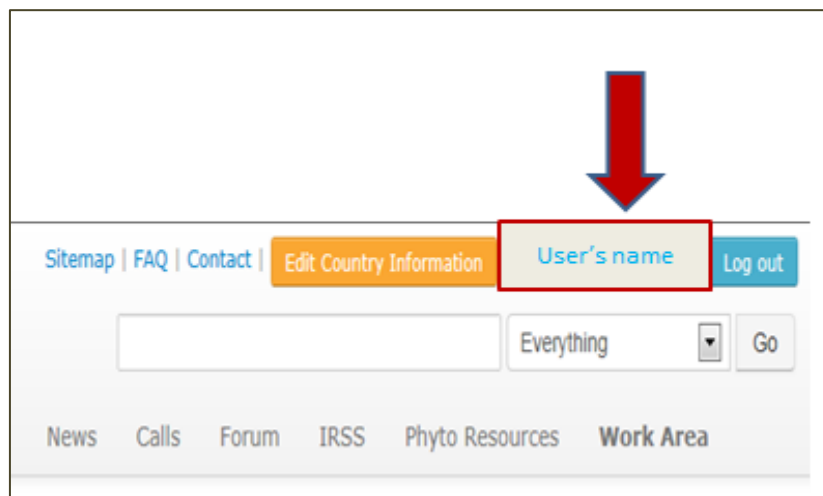 Sitemap | FAQ | Contact | Edit Country Information User's name Log out
Everything Go
News Calls Forum IRSS Phyto Resources Work Area